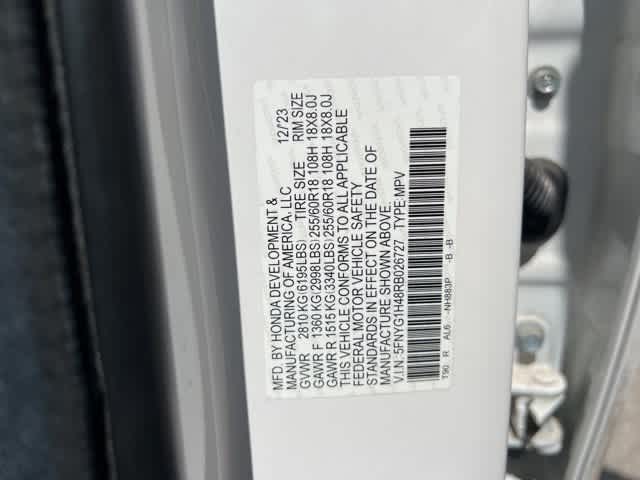 MFD. BY HONDA DEVELOPMENT &
MANUFACTURING OF AMERICA, LLC 12/23
GVWR 2810 KG(6195LBS) TIRE SIZE RIM SIZE
GAWR F 1360 KG(2998LBS)255/60R18 108H 18X8.0J
GAWR R 1515 KG(3340LBS)255/60R18 108H 18X8.0J
THIS VEHICLE CONFORMS TO ALL APPLICABLE
FEDERAL MOTOR VEHICLE SAFETY
STANDARDS IN EFFECT ON THE DATE OF
MANUFACTURE SHOWN ABOVE.
V.I.N:5FNYG1H48RB026727 TYPE:MPV
T90 R AL6. -NH883P -B -B